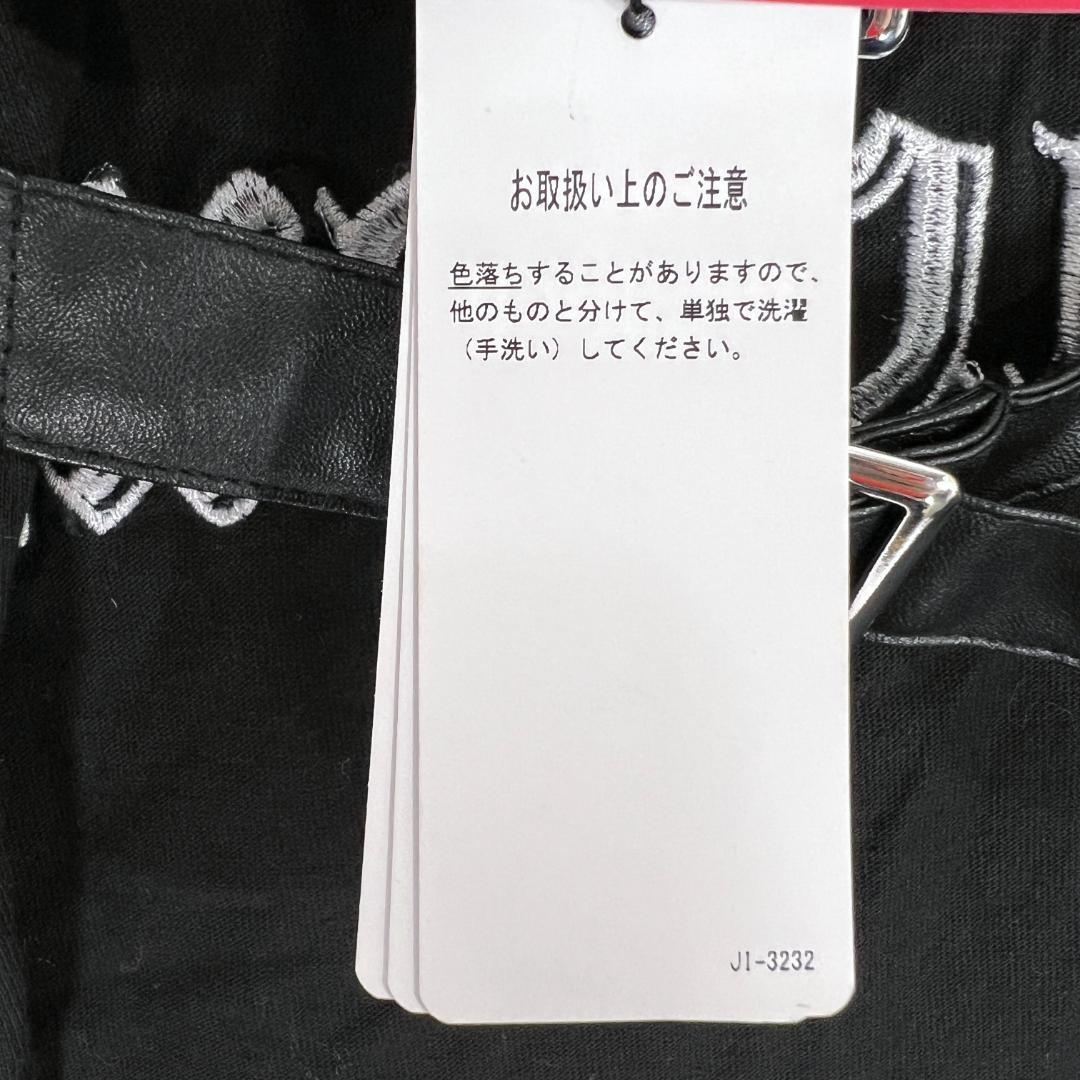 お取扱い上のご注意
色落ちすることがありますので、
他のものと分けて、単独で洗濯
（手洗い）してください。
J1-3232